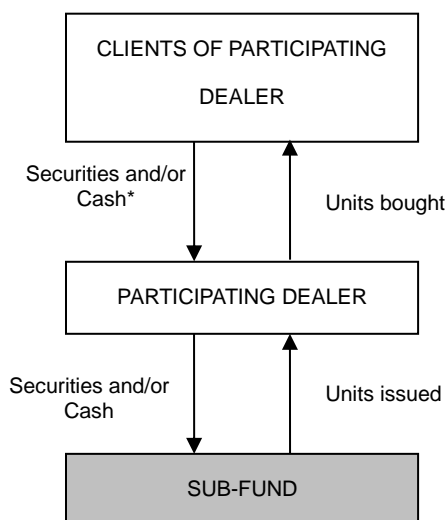 CLIENTS OF PARTICIPATING
DEALER
Securities and/or
Cash*
Units bought
PARTICIPATING DEALER
Securities and/or
Cash
Units issued
SUB-FUND